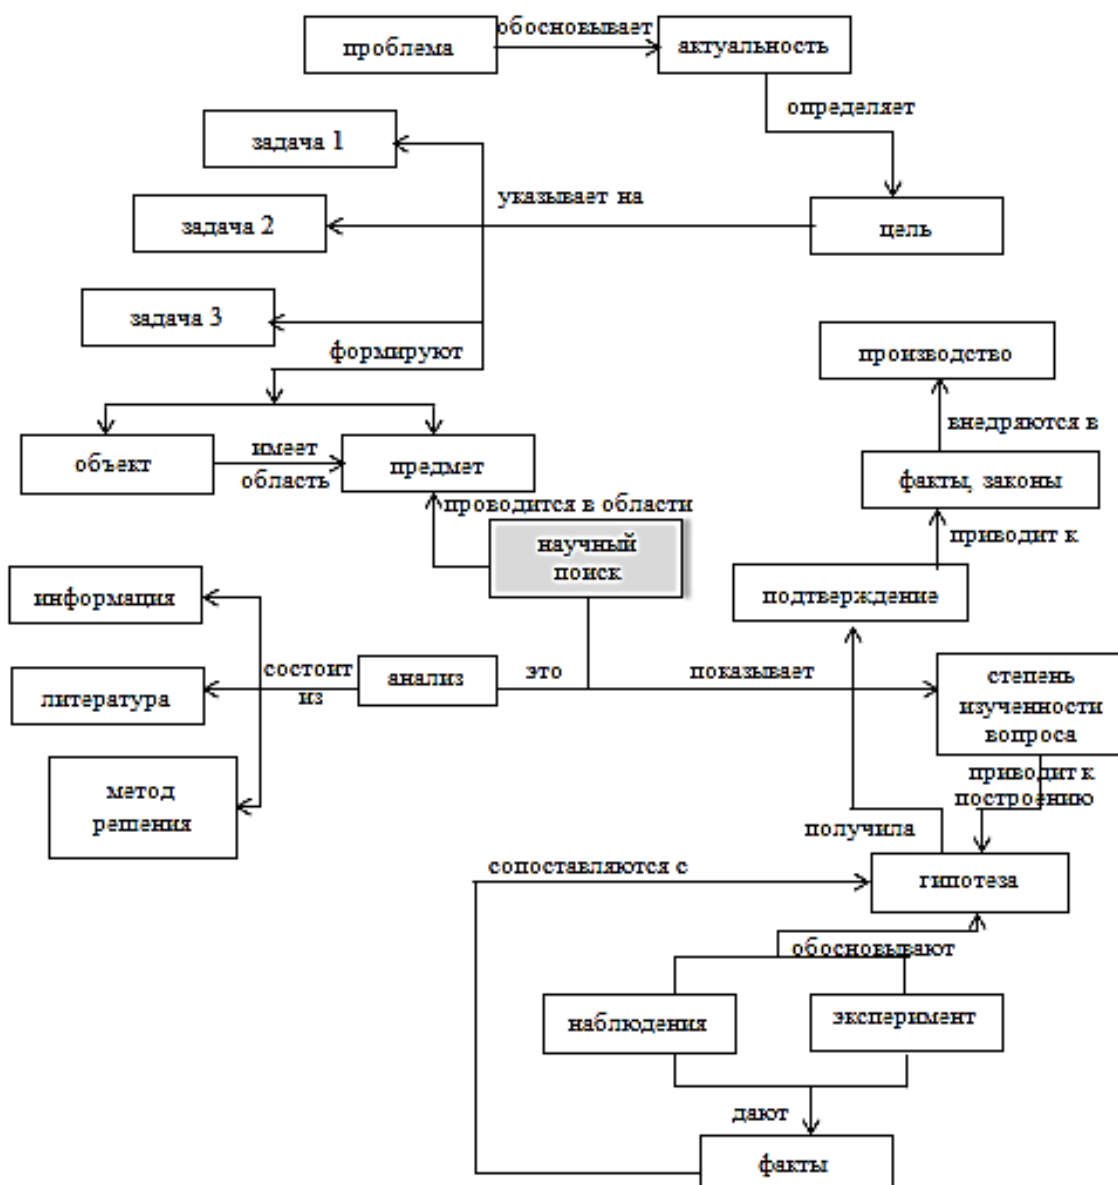 проблема
обосновывает
актуальность
определяет
задача 1
указывает на
задача 2
цель
задача 3
формируют
производство
внедряются в
объект
имеет
область
предмет
факты, законы
проводится в области
приводит к
научный
поиск
информация
подтверждение
состоит
из
анализ
это
показывает
литература
степень
изученности
вопроса
метод
решения
приводит к
построению
получила
сопоставляются с
гипотеза
обосновывают
наблюдения
эксперимент
дают
факты